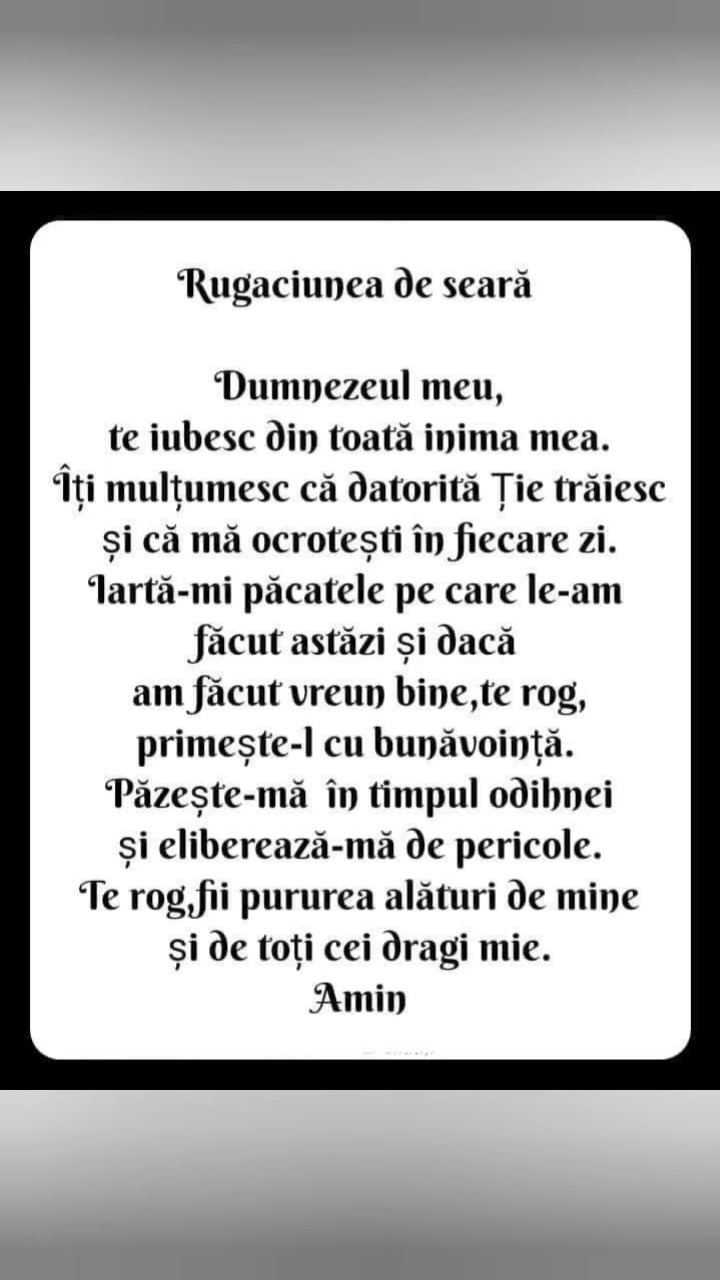 Rugaciunea de seară
Dumnezeul meu,
te iubesc din toată inima mea.
Îți mulțumesc că datorită Ție trăiesc
și că mă ocrotești în fiecare zi.
Iartă-mi păcatele pe care le-am
făcut astăzi și dacă
am făcut vreun bine,te rog,
primește-l cu bunăvoință.
Păzește-mă în timpul odihnei
și eliberează-mă de pericole.
Te rog,fii pururea alături de mine
și de toți cei dragi mie.
Amin